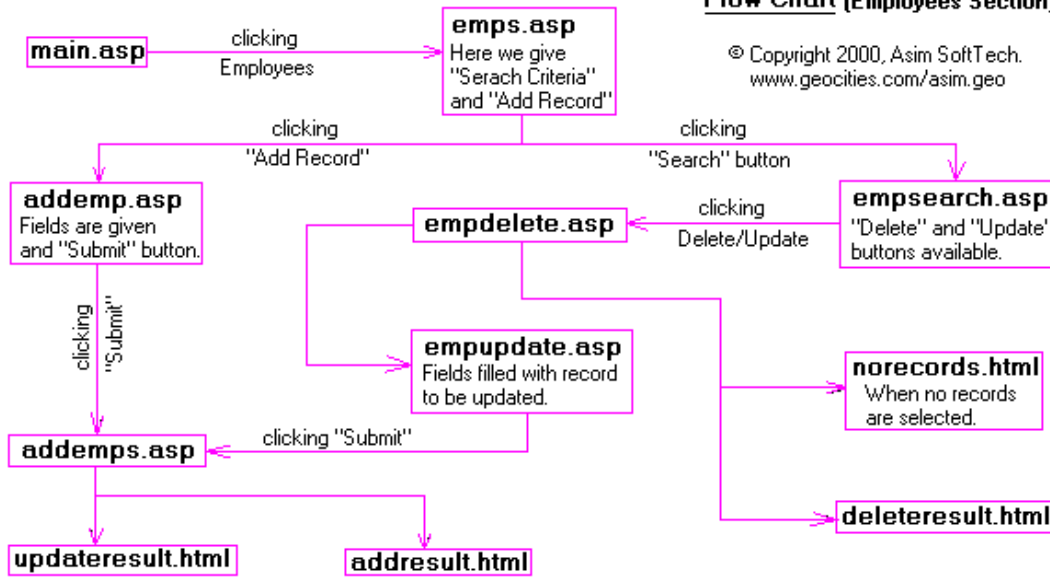 Flow Chart (Employees Section)
© Copyright 2000, Asim SoftTech.
www.geocities.com/asim.geo
main.asp
clicking
Employees
emps.asp
Here we give
"Serach Criteria"
and "Add Record"
clicking
"Add Record"
clicking
"Search" button
addemp.asp
Fields are given
and "Submit" button.
empdelete.asp
clicking
Delete/Update
empsearch.asp
"Delete" and "Update"
buttons available.
clicking
"Submit"
empupdate.asp
Fields filled with record
to be updated.
norecords.html
When no records
are selected.
clicking "Submit"
addemps.asp
deleteresult.html
updateresult.html
addresult.html